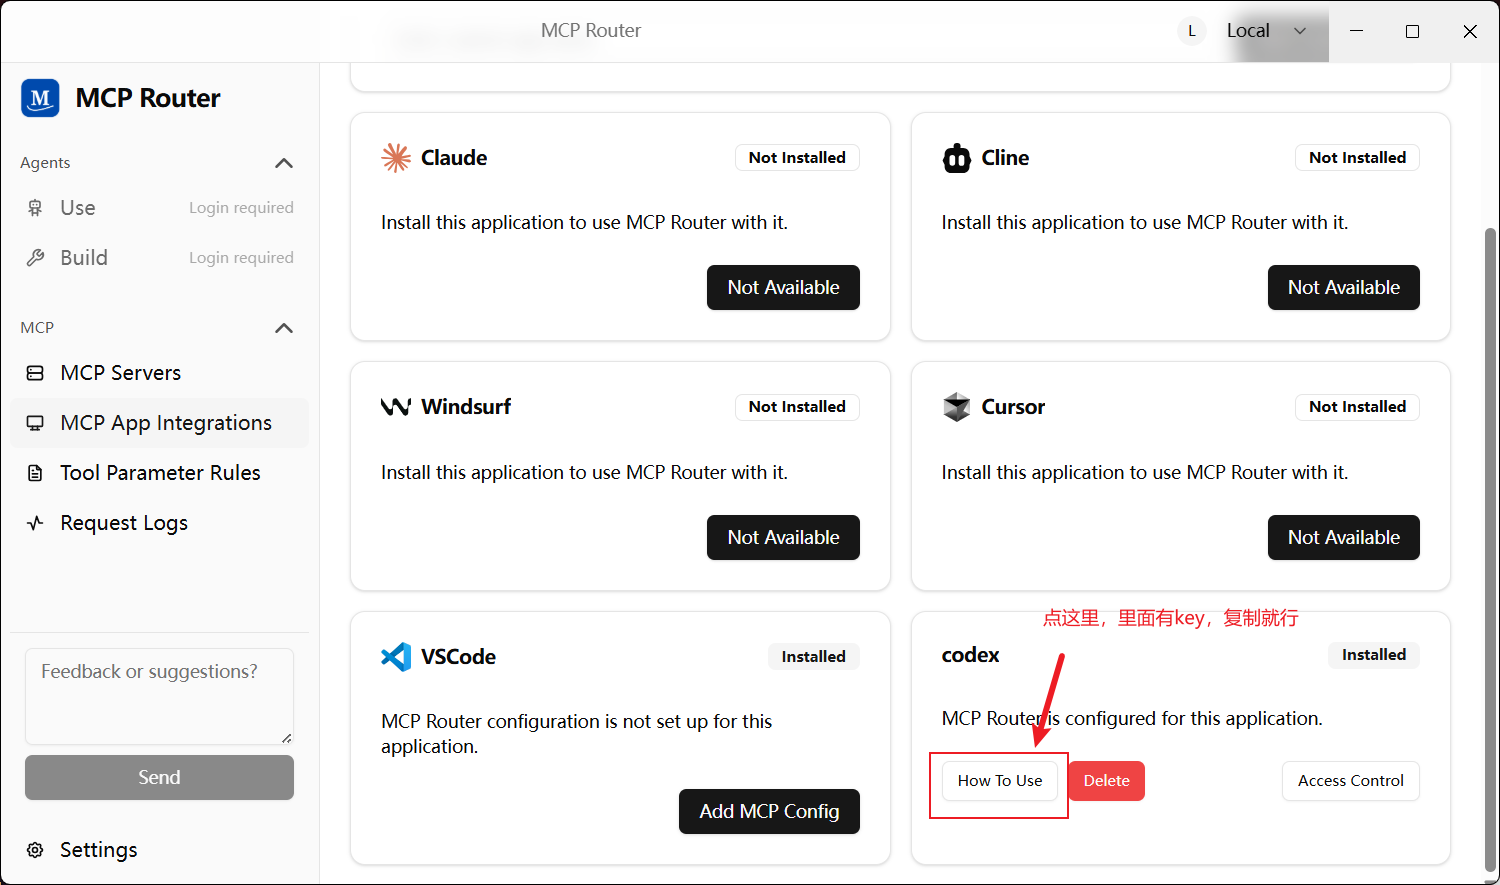 MCP Router
L
Local
M
MCP Router
Agents
Use
Login required
Build
Login required
MCP
MCP Servers
MCP App Integrations
Tool Parameter Rules
Request Logs
Feedback or suggestions?
Send
Settings
Claude
Not Installed
Install this application to use MCP Router with it.
Not Available
Cline
Not Installed
Install this application to use MCP Router with it.
Not Available
Windsurf
Not Installed
Install this application to use MCP Router with it.
Not Available
Cursor
Not Installed
Install this application to use MCP Router with it.
Not Available
VSCode
Installed
MCP Router configuration is not set up for this
application.
Add MCP Config
点这里，里面有key，复制就行
codex
Installed
MCP Router is configured for this application.
How To Use
Delete
Access Control